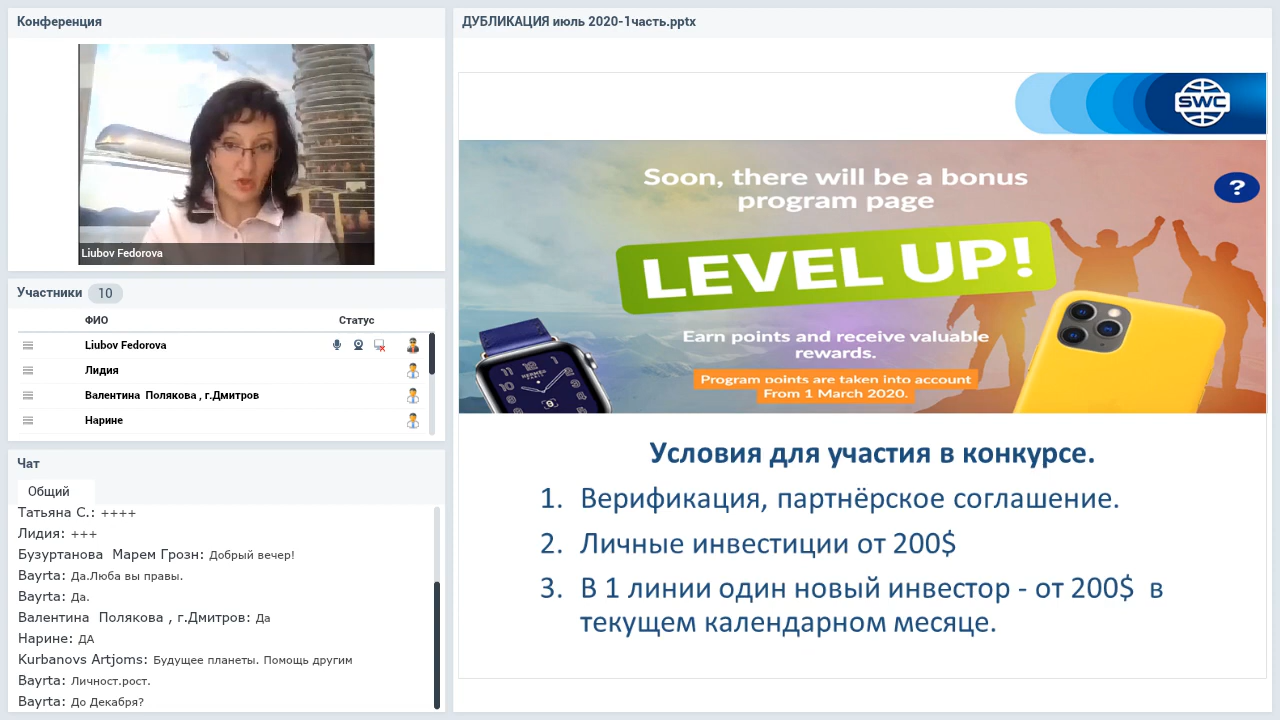 Конференция
Liubov Fedorova
Участники 10
ФИО Статус
Liubov Fedorova
Лидия
Валентина Полякова , г.Дмитров
Нарине
Чат
Общий
Татьяна С.: ++++
Лидия: +++
Бузуртанова Марем Грозн: Добрый вечер!
Bayrta: Да.Люба вы правы.
Bayrta: Да.
Валентина Полякова , г.Дмитров: Да
Нарине: ДА
Kurbanovs Artjoms: Будущее планеты. Помощь другим
Bayrta: Личност.рост.
Bayrta: До Декабря?
ДУБЛИКАЦИЯ июль 2020-1часть.pptx
SWC
Soon, there will be a bonus
program page
?
LEVEL UP!
Earn points and receive valuable
rewards.
Program points are taken into account
From 1 March 2020.
Условия для участия в конкурсе.
1. Верификация, партнёрское соглашение.
2. Личные инвестиции от 200$
3. В 1 линии один новый инвестор - от 200$ в
текущем календарном месяце.